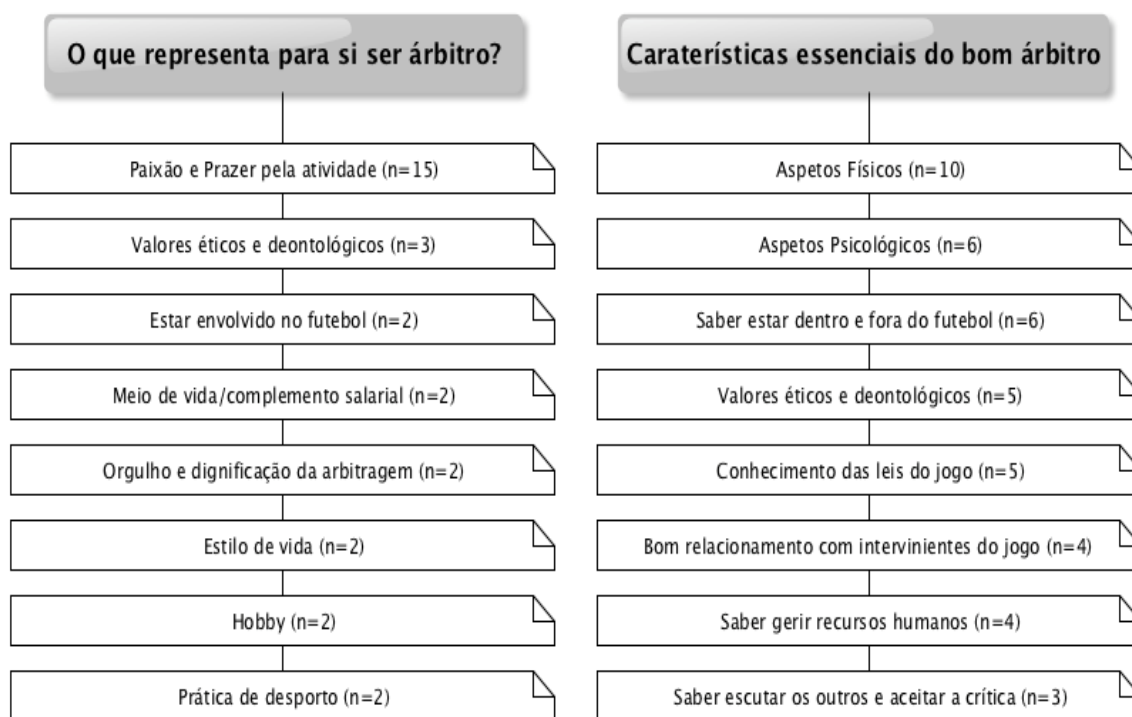 O que representa para si ser árbitro?
Paixão e Prazer pela atividade (n=15)
Valores éticos e deontológicos (n=3)
Estar envolvido no futebol (n=2)
Meio de vida/complemento salarial (n=2)
Orgulho e dignificação da arbitragem (n=2)
Estilo de vida (n=2)
Hobby (n=2)
Prática de desporto (n=2)
Caraterísticas essenciais do bom árbitro
Aspetos Físicos (n=10)
Aspetos Psicológicos (n=6)
Saber estar dentro e fora do futebol (n=6)
Valores éticos e deontológicos (n=5)
Conhecimento das leis do jogo (n=5)
Bom relacionamento com intervinientes do jogo (n=4)
Saber gerir recursos humanos (n=4)
Saber escutar os outros e aceitar a crítica (n=3)